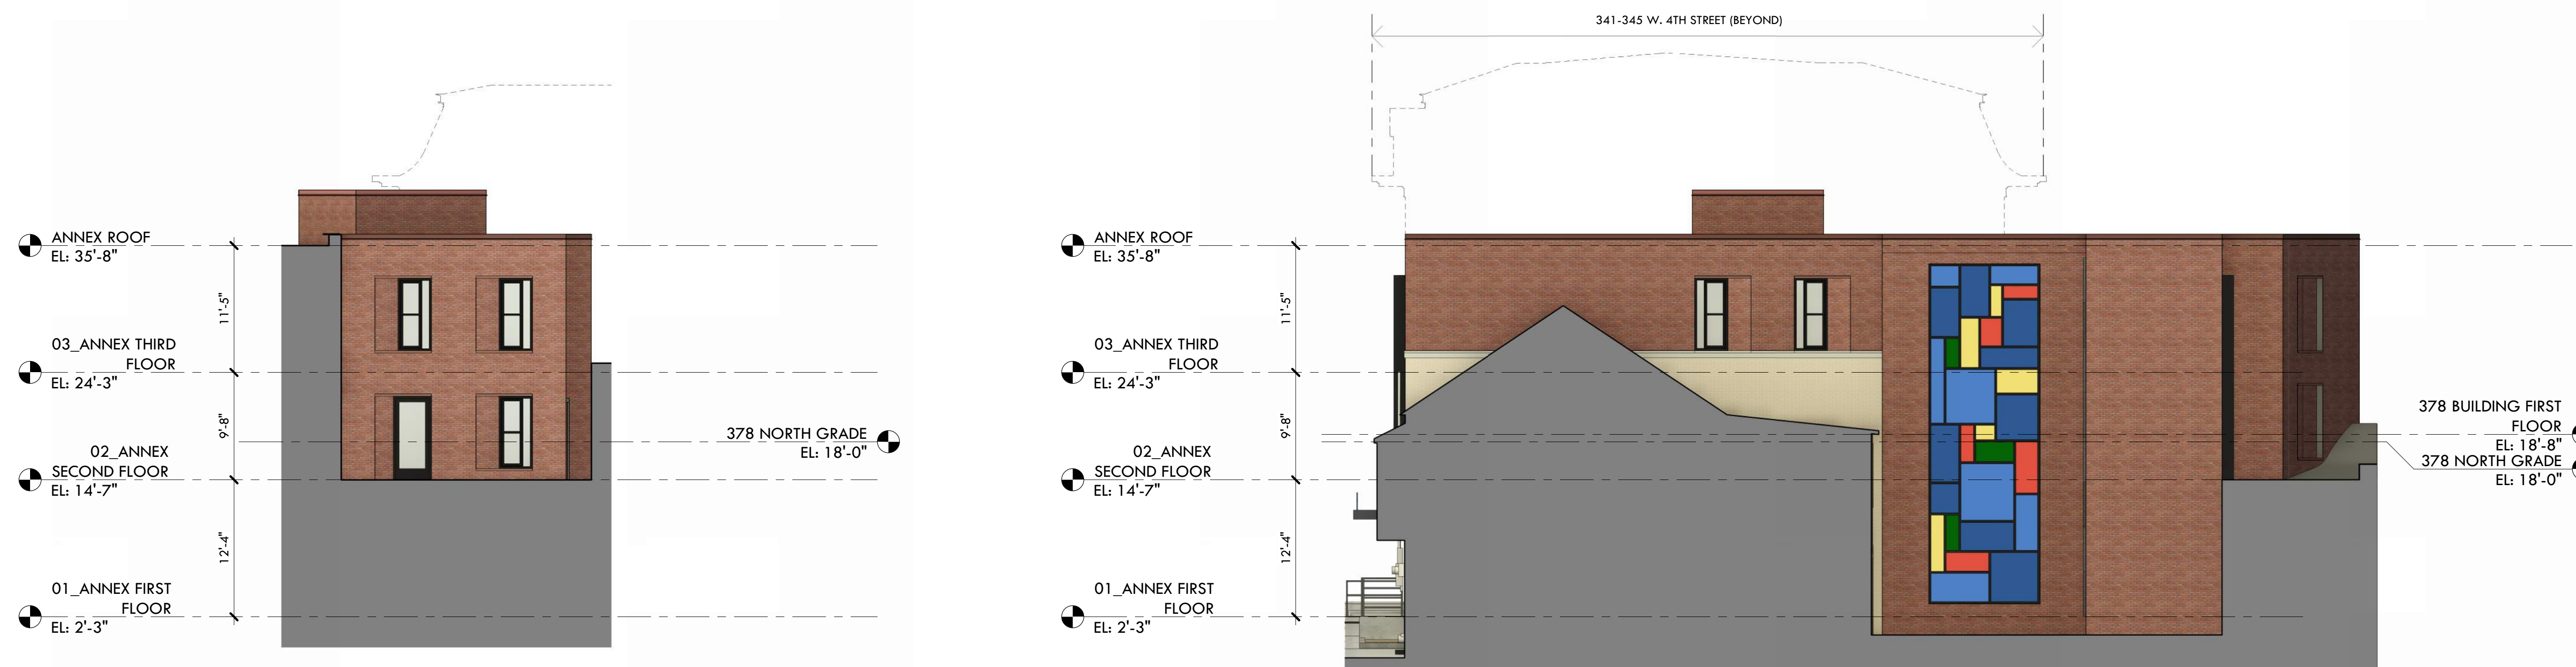 341-345 W. 4TH STREET (BEYOND)
ANNEX ROOF
EL: 35'-8"
11'-5"
03_ANNEX THIRD
FLOOR
EL: 24'-3"
9'-8"
378 NORTH GRADE
EL: 18'-0"
02_ANNEX
SECOND FLOOR
EL: 14'-7"
12'-4"
01_ANNEX FIRST
FLOOR
EL: 2'-3"
ANNEX ROOF
EL: 35'-8"
11'-5"
03_ANNEX THIRD
FLOOR
EL: 24'-3"
9'-8"
02_ANNEX
SECOND FLOOR
EL: 14'-7"
12'-4"
01_ANNEX FIRST
FLOOR
EL: 2'-3"
378 BUILDING FIRST
FLOOR
EL: 18'-8"
378 NORTH GRADE
EL: 18'-0"